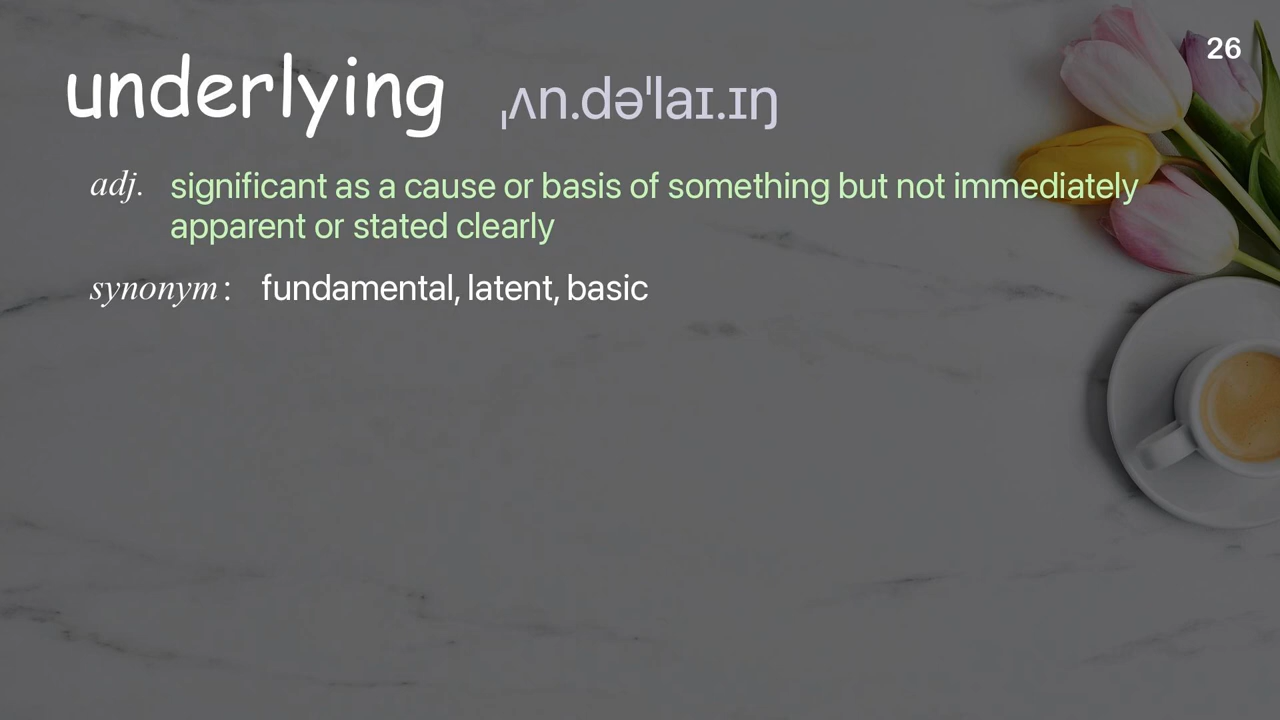 26
underlying ˌʌn.dəˈlaɪ.ɪŋ
adj. significant as a cause or basis of something but not immediately
apparent or stated clearly
synonym : fundamental, latent, basic